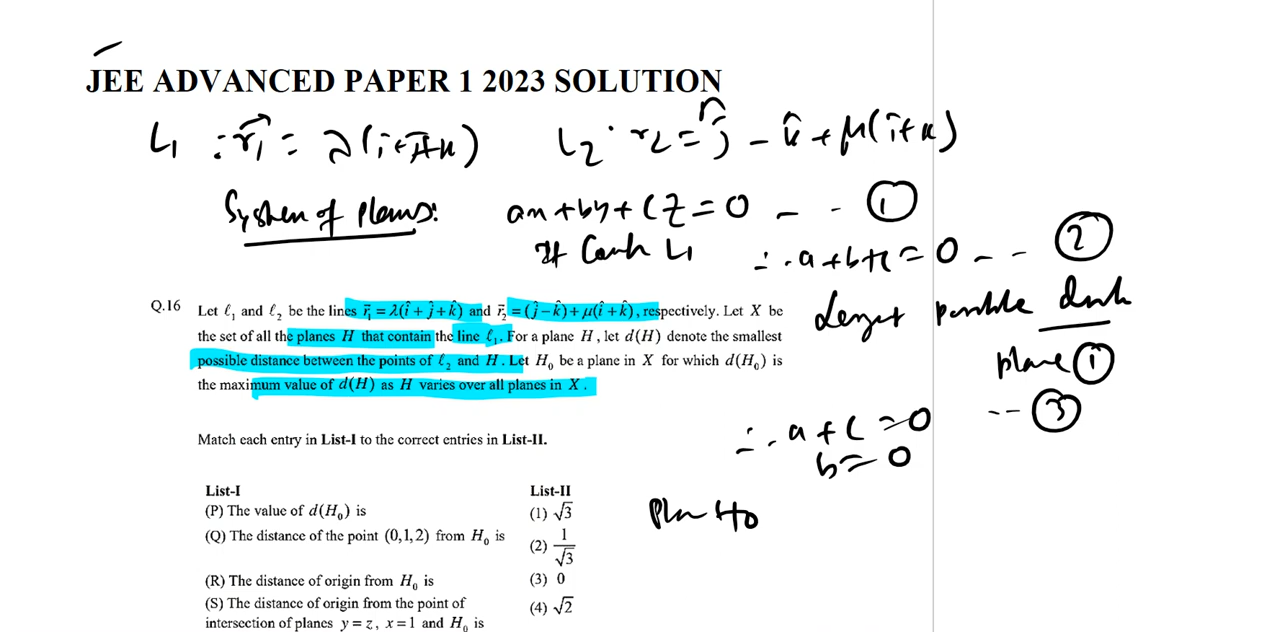 JEE ADVANCED PAPER 1 2023 SOLUTION
L₁ : r⃗₁ = λ(i+j+k) L₂ : r₂ = ĵ - k̂ + μ(î+k)
System of planes: ax + by + cz = 0 - - ①
It contain L₁ ∴ a+b+c = 0 - - ②
Q.16 Let ℓ₁ and ℓ₂ be the lines r⃗₁ = λ(î + ĵ + k̂) and r⃗₂ = (ĵ − k̂) + μ(î + k̂), respectively. Let X be
the set of all the planes H that contain the line ℓ₁. For a plane H, let d(H) denote the smallest
possible distance between the points of ℓ₂ and H. Let H₀ be a plane in X for which d(H₀) is
the maximum value of d(H) as H varies over all planes in X.
possible
plane ①
∴ a + c = 0 -- ③
b = 0
Match each entry in List-I to the correct entries in List-II.
List-I List-II
(P) The value of d(H₀) is (1) √3
(Q) The distance of the point (0,1,2) from H₀ is (2) 1/√3
(R) The distance of origin from H₀ is (3) 0
(S) The distance of origin from the point of (4) √2
intersection of planes y = z, x = 1 and H₀ is
Plan H₀